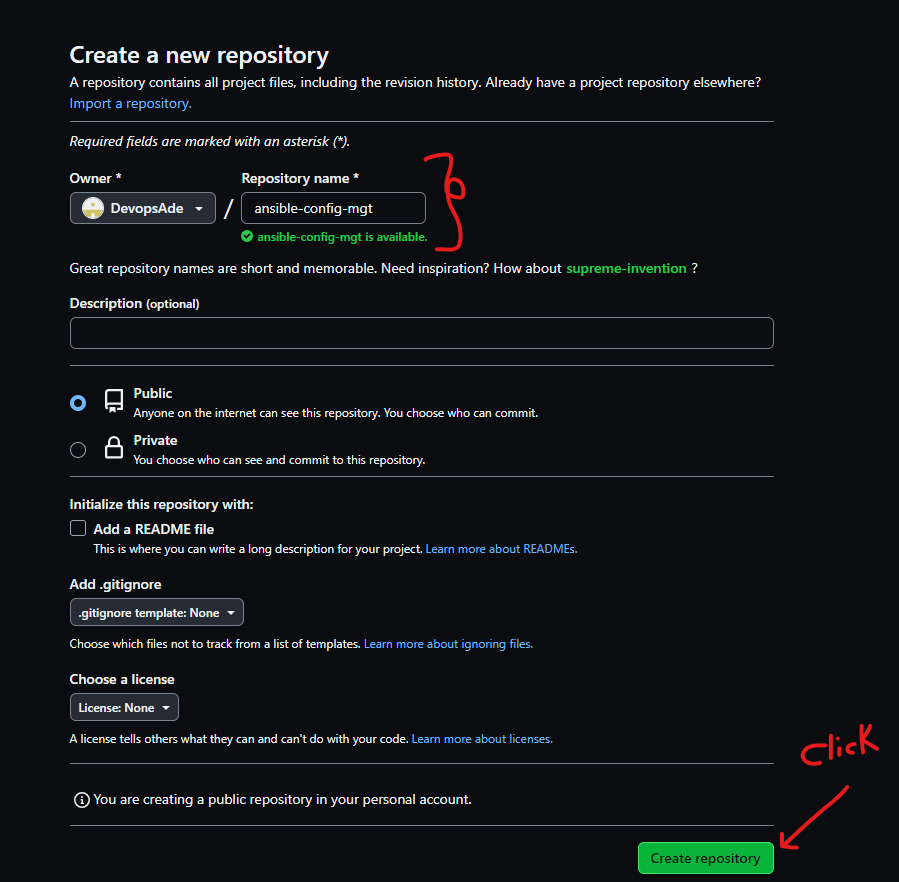 Create a new repository
A repository contains all project files, including the revision history. Already have a project repository elsewhere?
Import a repository.
Required fields are marked with an asterisk (*).
Owner * Repository name *
DevopsAde / ansible-config-mgt
ansible-config-mgt is available.
Great repository names are short and memorable. Need inspiration? How about supreme-invention ?
Description (optional)
Public
Anyone on the internet can see this repository. You choose who can commit.
Private
You choose who can see and commit to this repository.
Initialize this repository with:
Add a README file
This is where you can write a long description for your project. Learn more about READMEs.
Add .gitignore
.gitignore template: None
Choose which files not to track from a list of templates. Learn more about ignoring files.
Choose a license
License: None
A license tells others what they can and can't do with your code. Learn more about licenses.
Click
You are creating a public repository in your personal account.
Create repository